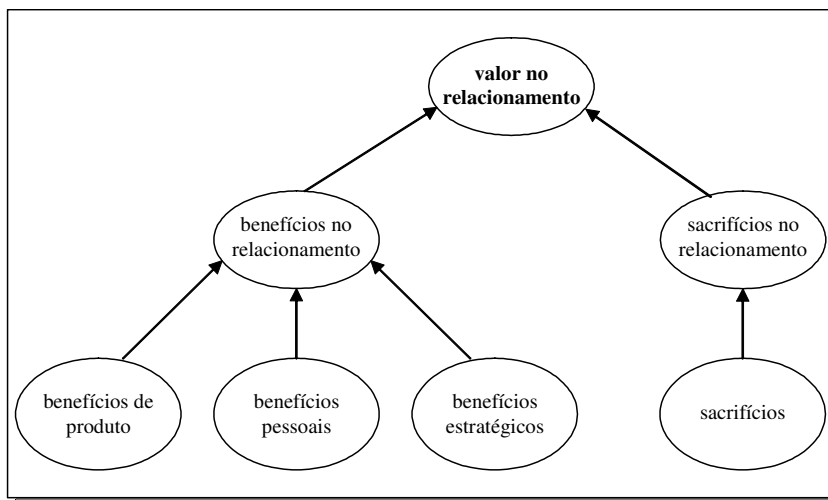 valor no
relacionamento
benefícios no
relacionamento
sacrifícios no
relacionamento
benefícios de
produto
benefícios
pessoais
benefícios
estratégicos
sacrifícios